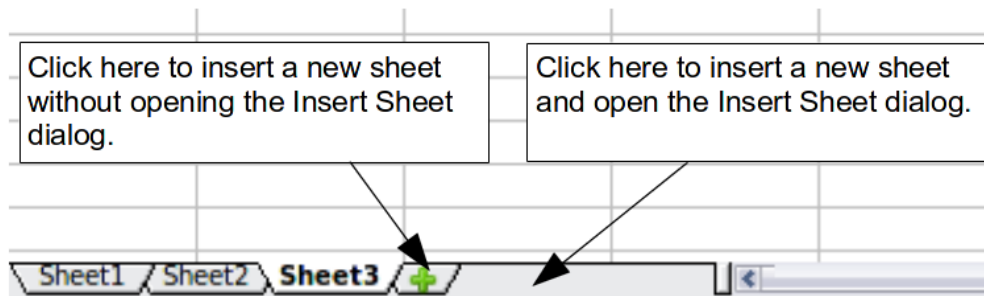 Click here to insert a new sheet
without opening the Insert Sheet
dialog.
Click here to insert a new sheet
and open the Insert Sheet dialog.
Sheet1 Sheet2 Sheet3